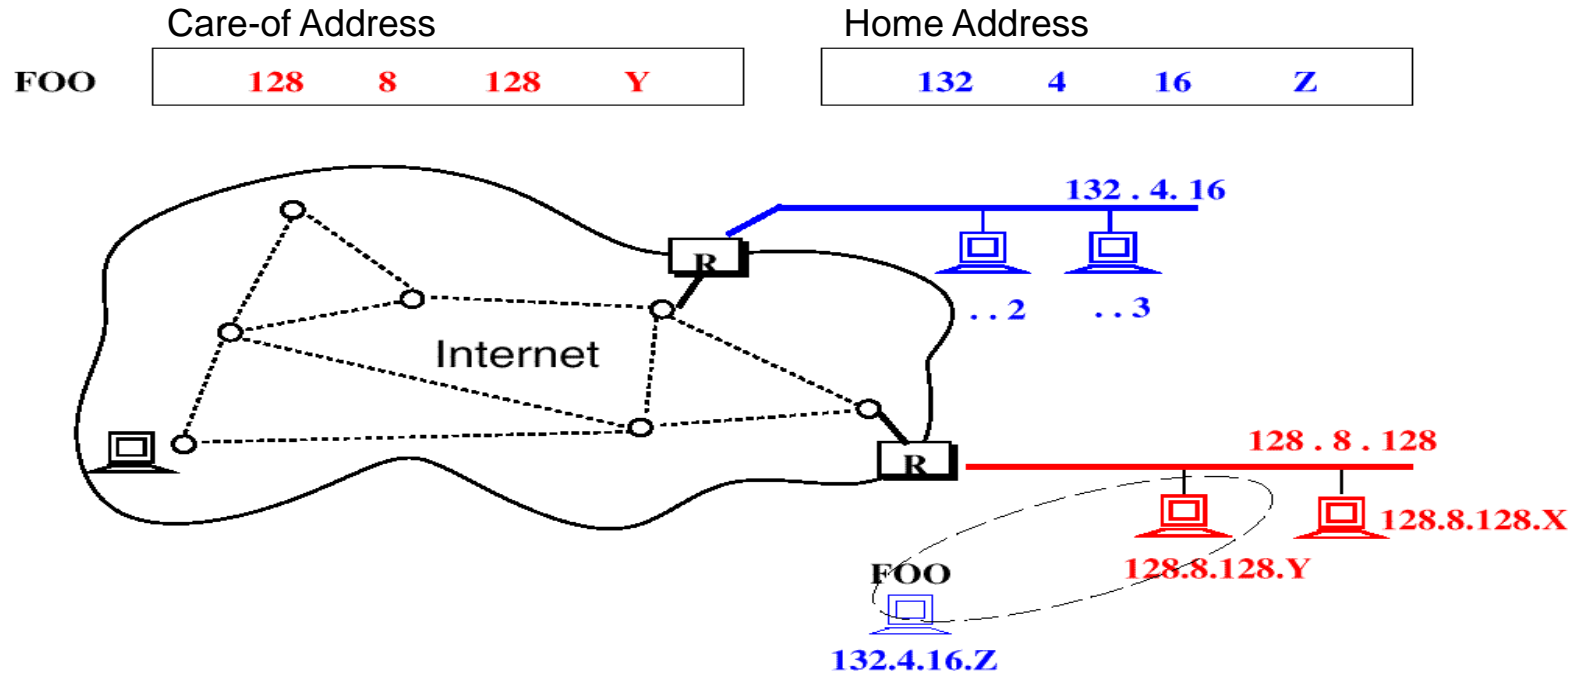 Care-of Address Home Address
FOO 128 8 128 Y 132 4 16 Z
132 . 4. 16
R
. . 2 . . 3
Internet
128 . 8 . 128
R
128.8.128.X
FOO 128.8.128.Y
132.4.16.Z